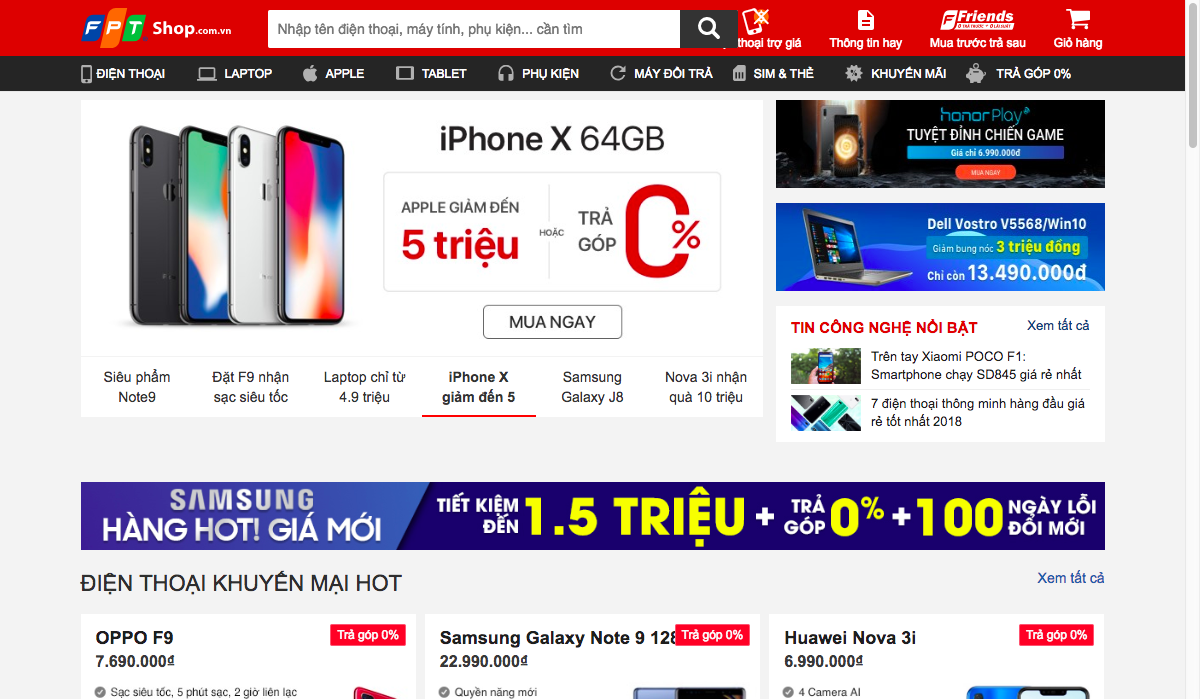 FPT Shop.com.vn
Nhập tên điện thoại, máy tính, phụ kiện... cần tìm
thoại trợ giá
Thông tin hay
Friends
Mua trước trả sau
Giỏ hàng
ĐIỆN THOẠI
LAPTOP
APPLE
TABLET
PHỤ KIỆN
MÁY ĐỔI TRẢ
SIM & THẺ
KHUYẾN MÃI
TRẢ GÓP 0%
iPhone X 64GB
APPLE GIẢM ĐẾN
5 triệu
HOẶC
TRẢ
GÓP
0%
MUA NGAY
Siêu phẩm
Note9
Đặt F9 nhận
sạc siêu tốc
Laptop chỉ từ
4.9 triệu
iPhone X
giảm đến 5
Samsung
Galaxy J8
Nova 3i nhận
quà 10 triệu
honor Play
TUYỆT ĐỈNH CHIẾN GAME
Giá chỉ 6.990.000đ
MUA NGAY
Dell Vostro V5568/Win10
Giảm bung nóc 3 triệu đồng
Chỉ còn 13.490.000đ
TIN CÔNG NGHỆ NỔI BẬT
Xem tất cả
Trên tay Xiaomi POCO F1:
Smartphone chạy SD845 giá rẻ nhất
7 điện thoại thông minh hàng đầu giá
rẻ tốt nhất 2018
SAMSUNG
HÀNG HOT! GIÁ MỚI
TIẾT KIỆM
ĐẾN
1.5 TRIỆU
+
TRẢ
GÓP
0%
+100
NGÀY LỖI
ĐỔI MỚI
ĐIỆN THOẠI KHUYẾN MẠI HOT
Xem tất cả
OPPO F9
Trả góp 0%
7.690.000₫
Sạc siêu tốc, 5 phút sạc, 2 giờ liên lạc
Samsung Galaxy Note 9 128
Trả góp 0%
22.990.000₫
Quyền năng mới
Huawei Nova 3i
Trả góp 0%
6.990.000₫
4 Camera AI